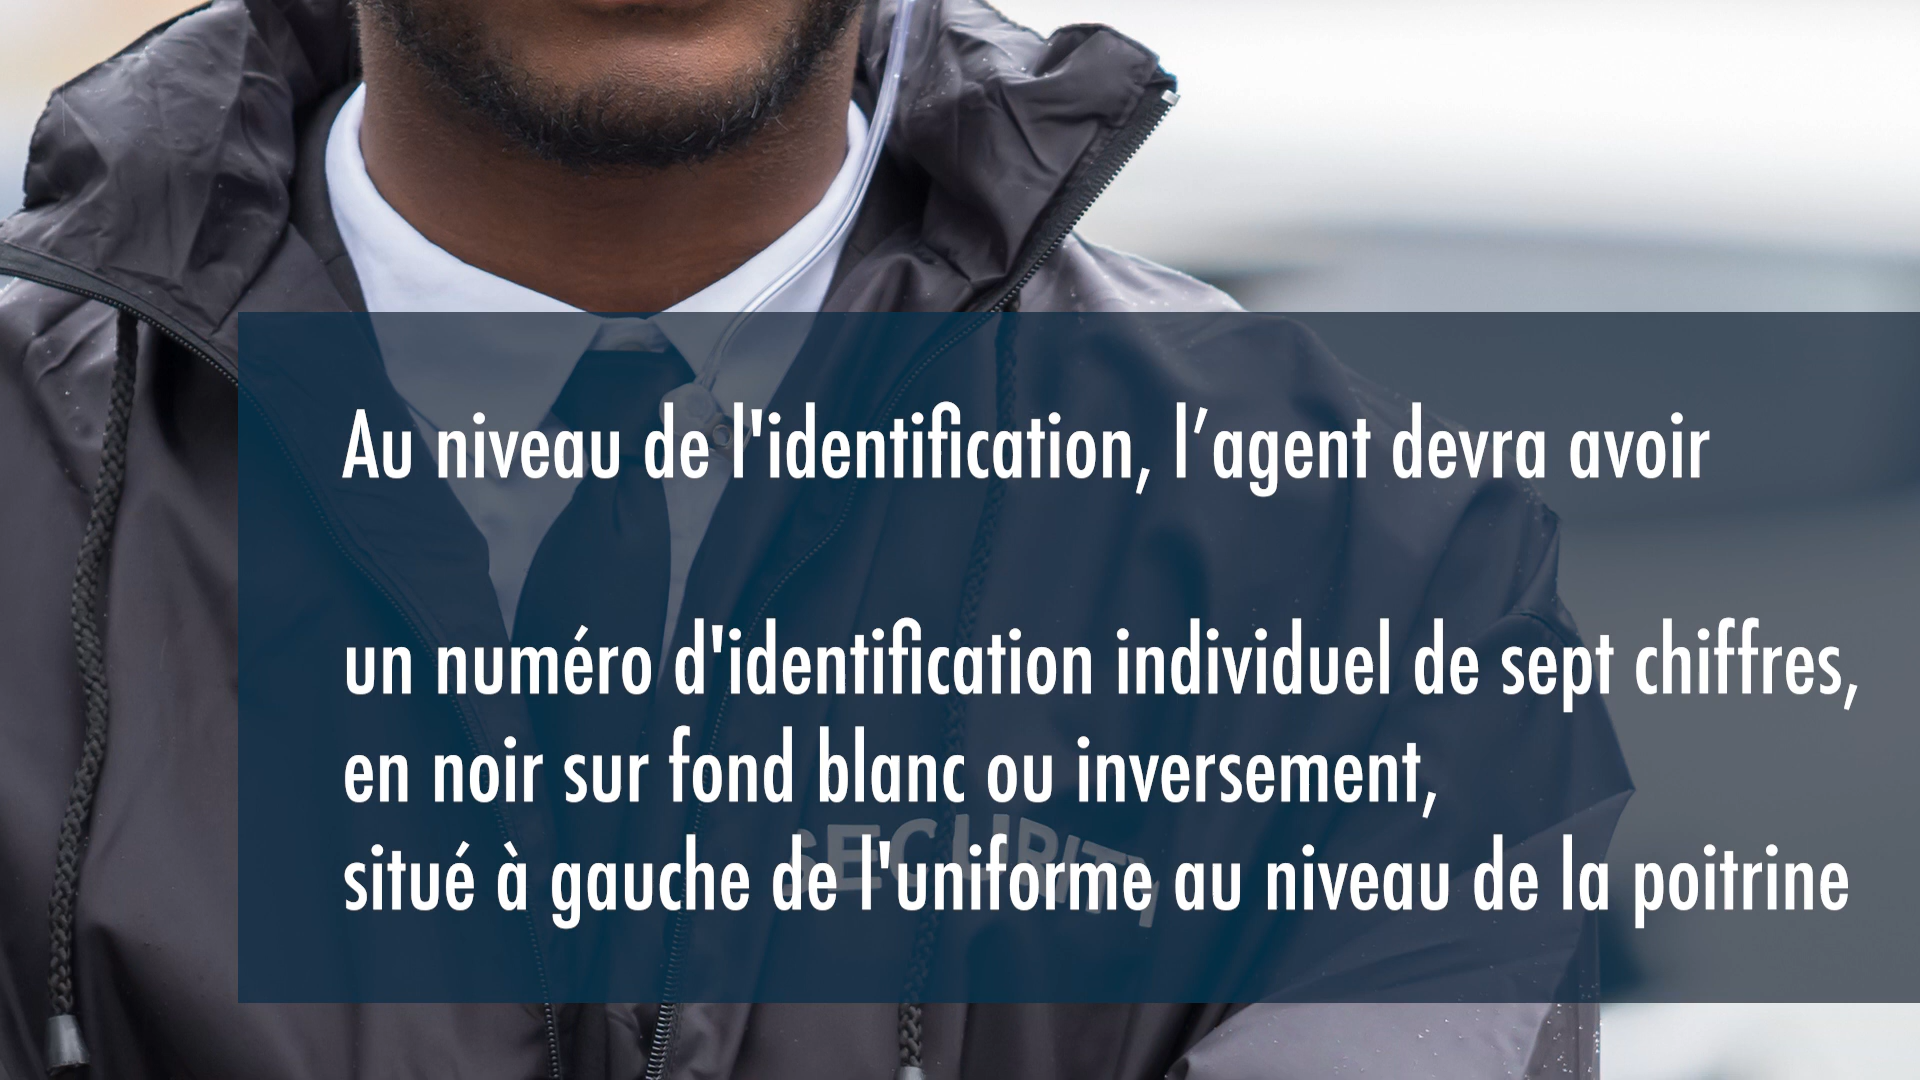 Au niveau de l'identification, l’agent devra avoir
un numéro d'identification individuel de sept chiffres,
en noir sur fond blanc ou inversement,
situé à gauche de l'uniforme au niveau de la poitrine
SECURITY